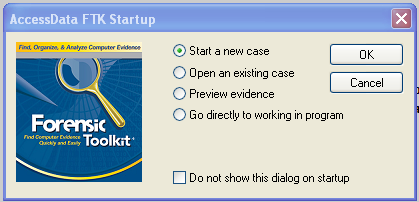 AccessData FTK Startup
Find, Organize, & Analyze Computer Evidence
Forensic
Toolkit
Find Computer Evidence
Quickly and Easily
Start a new case
Open an existing case
Preview evidence
Go directly to working in program
Do not show this dialog on startup
OK
Cancel